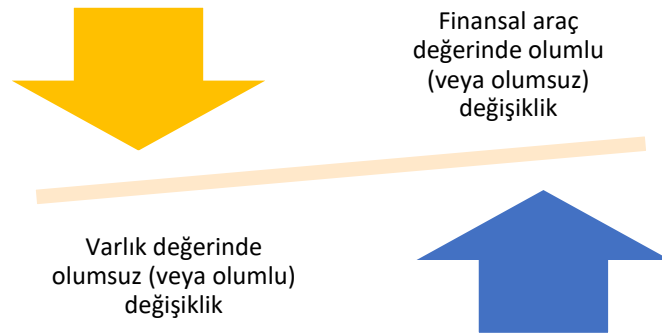 Finansal araç
değerinde olumlu
(veya olumsuz)
değişiklik
Varlık değerinde
olumsuz (veya olumlu)
değişiklik